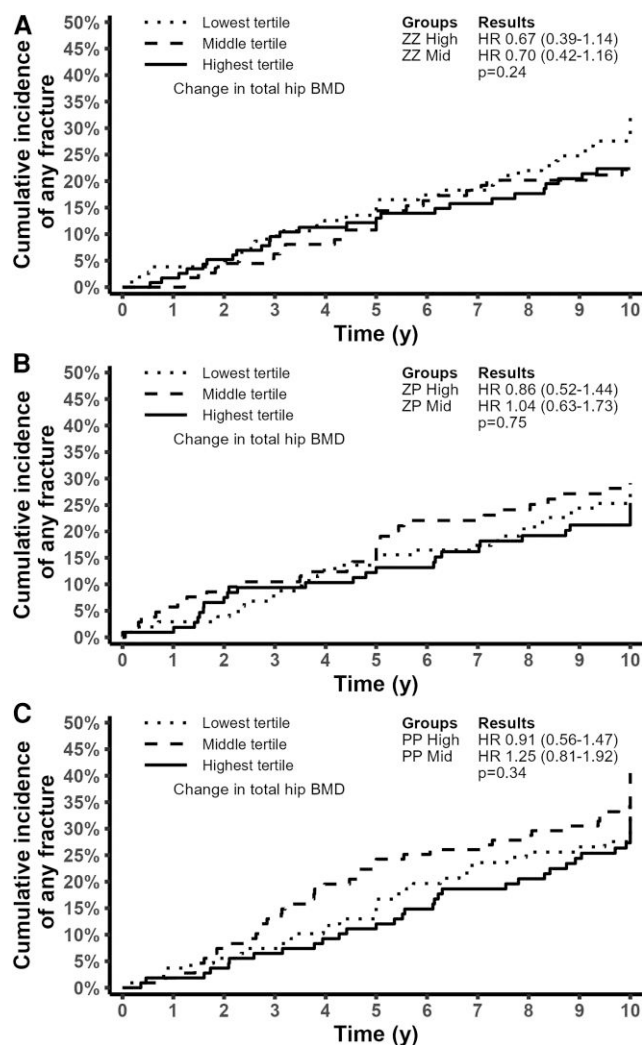 A
Lowest tertile
Middle tertile
Highest tertile
Change in total hip BMD
Groups Results
ZZ High HR 0.67 (0.39-1.14)
ZZ Mid HR 0.70 (0.42-1.16)
p=0.24
Cumulative incidence
of any fracture
50%
45%
40%
35%
30%
25%
20%
15%
10%
5%
0%
0 1 2 3 4 5 6 7 8 9 10
Time (y)
B
Lowest tertile
Middle tertile
Highest tertile
Change in total hip BMD
Groups Results
ZP High HR 0.86 (0.52-1.44)
ZP Mid HR 1.04 (0.63-1.73)
p=0.75
Cumulative incidence
of any fracture
50%
45%
40%
35%
30%
25%
20%
15%
10%
5%
0%
0 1 2 3 4 5 6 7 8 9 10
Time (y)
C
Lowest tertile
Middle tertile
Highest tertile
Change in total hip BMD
Groups Results
PP High HR 0.91 (0.56-1.47)
PP Mid HR 1.25 (0.81-1.92)
p=0.34
Cumulative incidence
of any fracture
50%
45%
40%
35%
30%
25%
20%
15%
10%
5%
0%
0 1 2 3 4 5 6 7 8 9 10
Time (y)